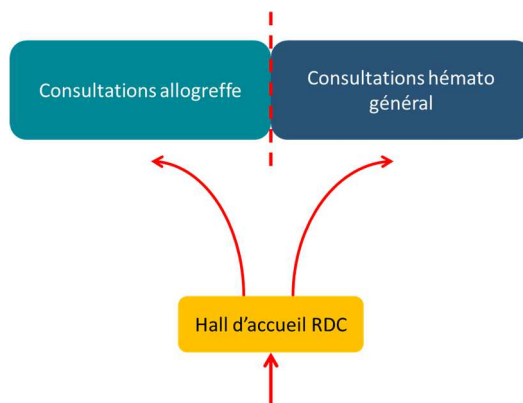 Consultations allogreffe
Consultations hémato
général
Hall d'accueil RDC